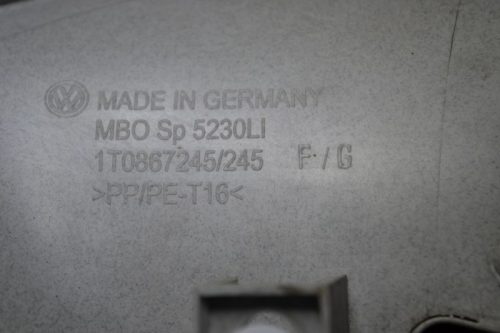 MADE IN GERMANY
MBO Sp 5230LI
1T0867245/245 F/G
>PP/PE-T16<